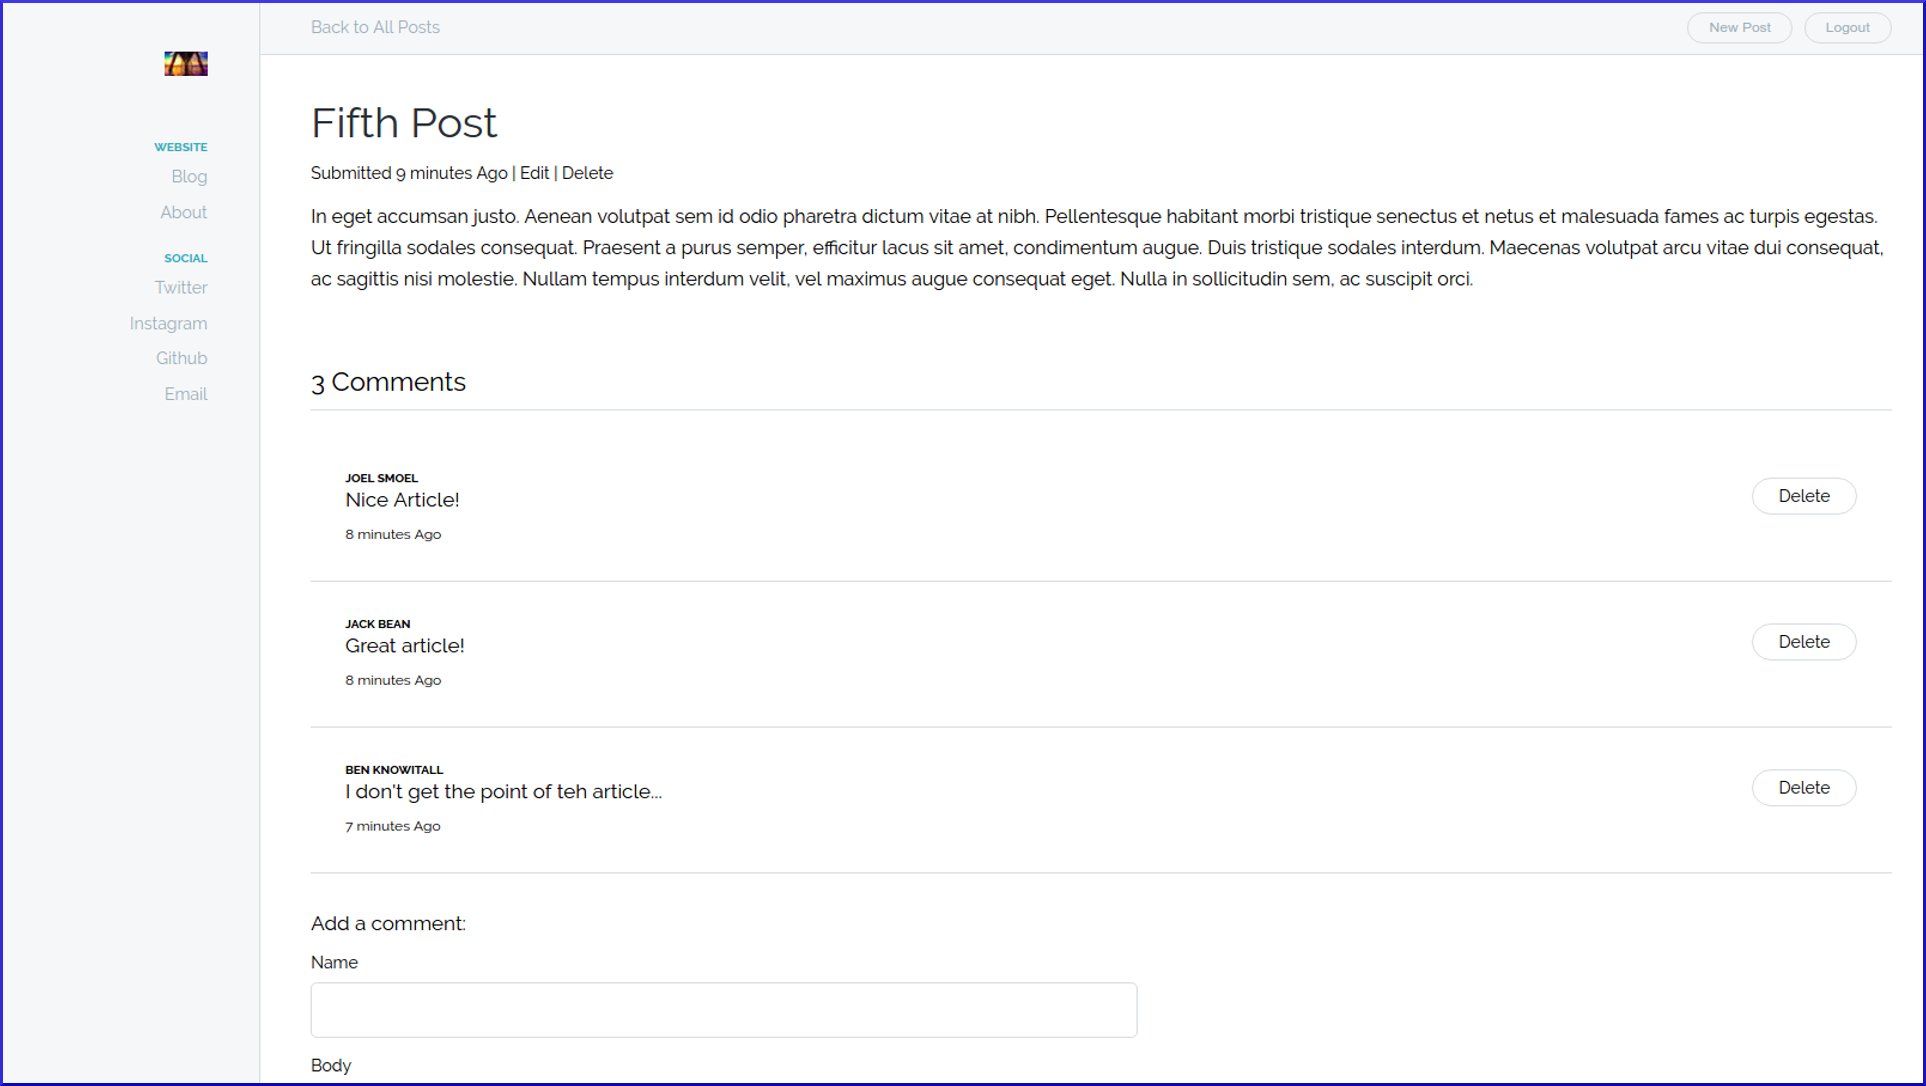 Back to All Posts
New Post
Logout
WEBSITE
Blog
About
SOCIAL
Twitter
Instagram
Github
Email
Fifth Post
Submitted 9 minutes Ago | Edit | Delete
In eget accumsan justo. Aenean volutpat sem id odio pharetra dictum vitae at nibh. Pellentesque habitant morbi tristique senectus et netus et malesuada fames ac turpis egestas.
Ut fringilla sodales consequat. Praesent a purus semper, efficitur lacus sit amet, condimentum augue. Duis tristique sodales interdum. Maecenas volutpat arcu vitae dui consequat,
ac sagittis nisi molestie. Nullam tempus interdum velit, vel maximus augue consequat eget. Nulla in sollicitudin sem, ac suscipit orci.
3 Comments
JOEL SMOEL
Nice Article!
8 minutes Ago
Delete
JACK BEAN
Great article!
8 minutes Ago
Delete
BEN KNOWITALL
I don't get the point of teh article...
7 minutes Ago
Delete
Add a comment:
Name
Body